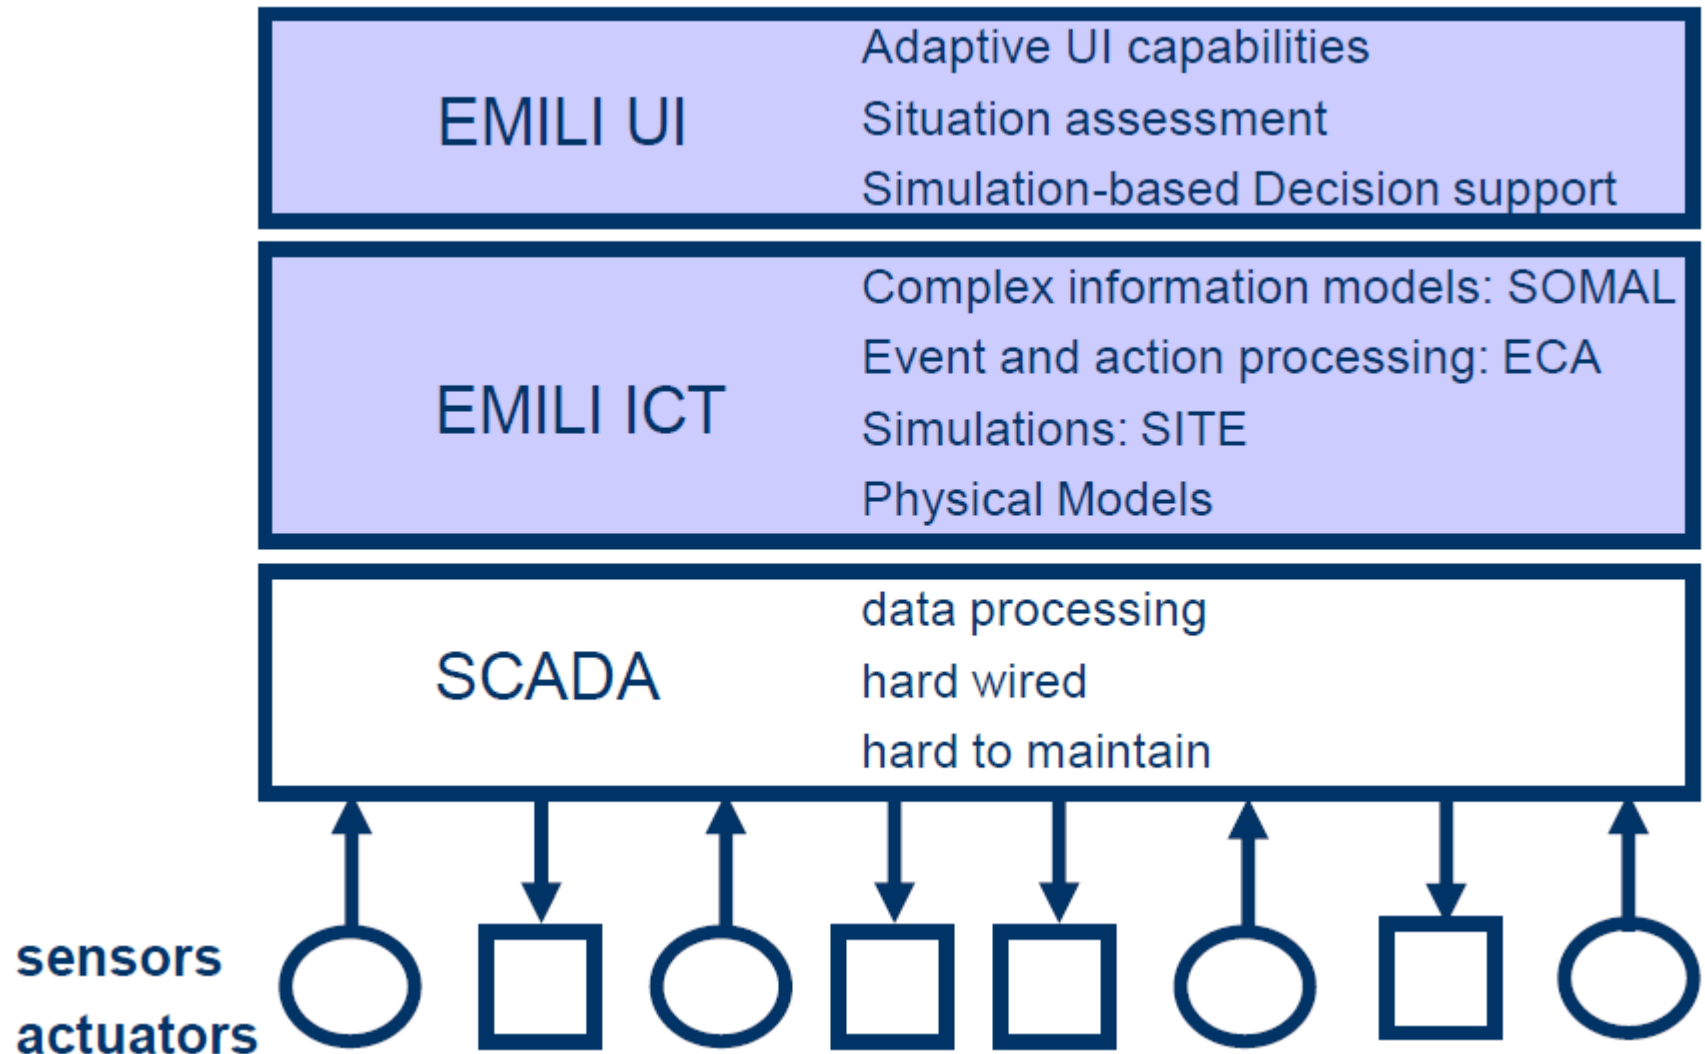 EMILI UI
Adaptive UI capabilities
Situation assessment
Simulation-based Decision support
EMILI ICT
Complex information models: SOMAL
Event and action processing: ECA
Simulations: SITE
Physical Models
SCADA
data processing
hard wired
hard to maintain
sensors
actuators